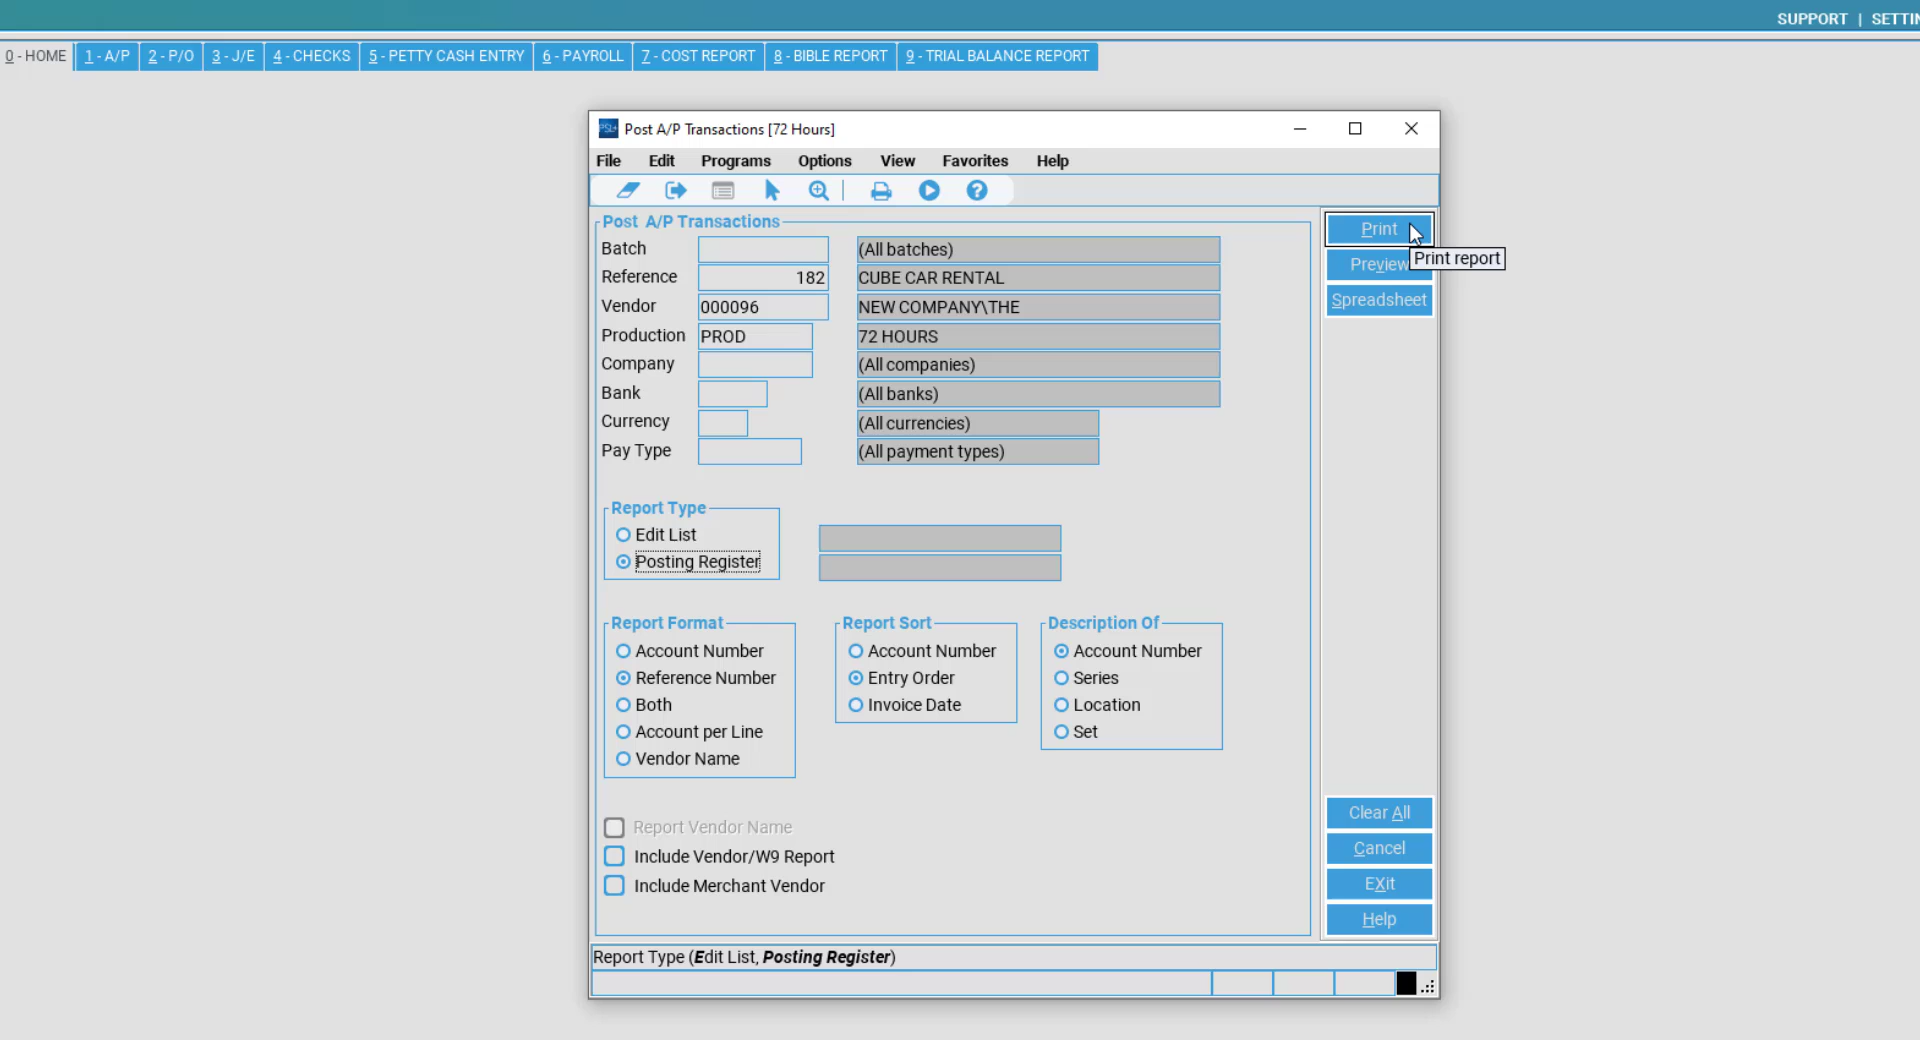 SUPPORT | SETTIN
0 - HOME 1 - A/P 2 - P/O 3 - J/E 4 - CHECKS 5 - PETTY CASH ENTRY 6 - PAYROLL 7 - COST REPORT 8 - BIBLE REPORT 9 - TRIAL BALANCE REPORT
PSL+ Post A/P Transactions [72 Hours]
File Edit Programs Options View Favorites Help
Post A/P Transactions
Print
Print report
Preview
Spreadsheet
Batch (All batches)
Reference 182 CUBE CAR RENTAL
Vendor 000096 NEW COMPANY\THE
Production PROD 72 HOURS
Company (All companies)
Bank (All banks)
Currency (All currencies)
Pay Type (All payment types)
Report Type
Edit List
Posting Register
Report Format
Account Number
Reference Number
Both
Account per Line
Vendor Name
Report Sort
Account Number
Entry Order
Invoice Date
Description Of
Account Number
Series
Location
Set
Report Vendor Name
Include Vendor/W9 Report
Include Merchant Vendor
Clear All
Cancel
EXit
Help
Report Type (Edit List, Posting Register)